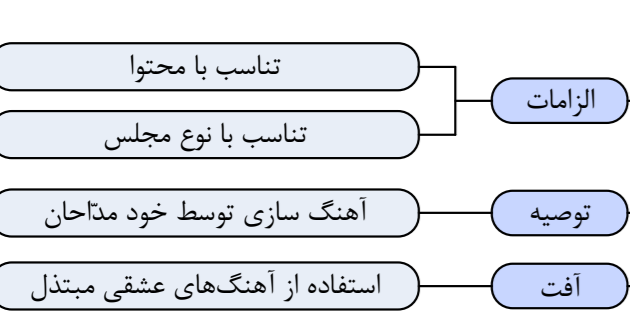 الزامات
تناسب با محتوا
تناسب با نوع مجلس
توصیه
آهنگ سازی توسط خود مدّاحان
آفت
استفاده از آهنگ‌های عشقی مبتذل